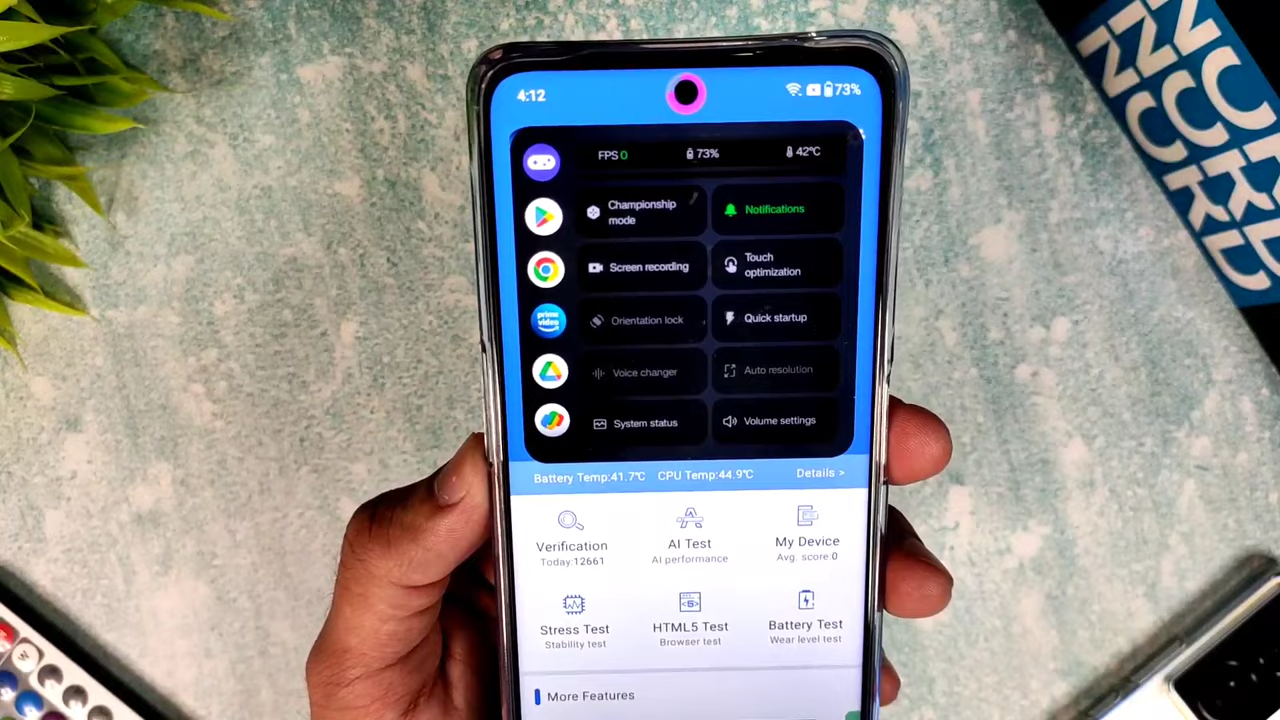 4:12
73%
FPS 0
73%
42°C
Championship
mode
Notifications
Screen recording
Touch
optimization
prime
video
Orientation lock
Quick startup
Voice changer
Auto resolution
System status
Volume settings
Battery Temp:41.7℃ CPU Temp:44.9℃ Details >
Verification
Today:12661
AI Test
AI performance
My Device
Avg. score:0
Stress Test
Stability test
HTML5 Test
Browser test
Battery Test
Wear level test
More Features
W